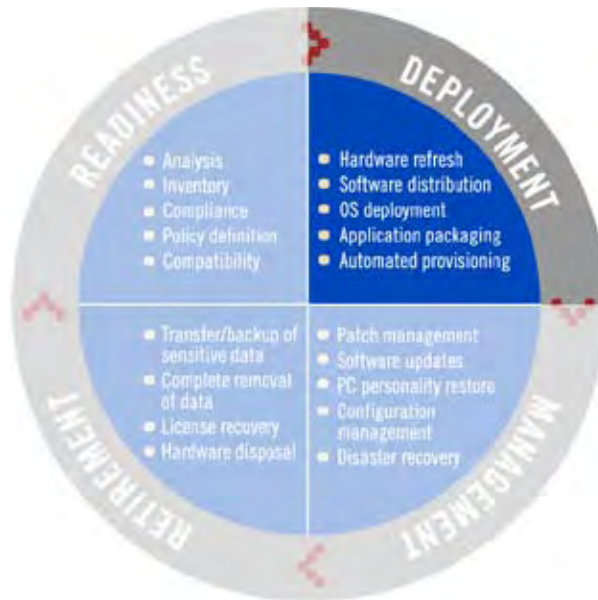 READINESS
Analysis
Inventory
Compliance
Policy definition
Compatibility
DEPLOYMENT
Hardware refresh
Software distribution
OS deployment
Application packaging
Automated provisioning
MANAGEMENT
Patch management
Software updates
PC personality restore
Configuration
management
Disaster recovery
RETIREMENT
Transfer/backup of
sensitive data
Complete removal
of data
License recovery
Hardware disposal